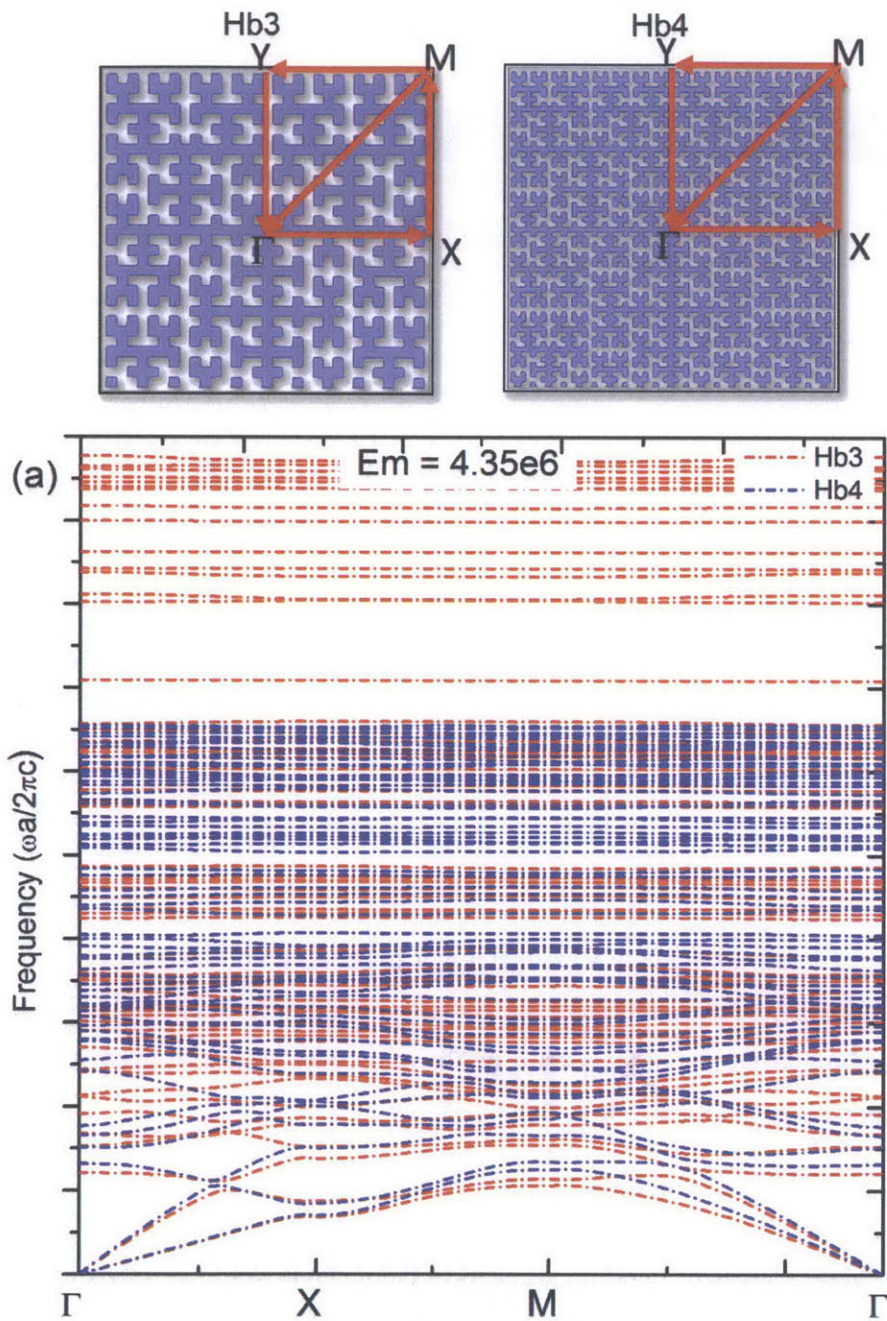 Hb3
Hb4
Y
M
Y
M
Γ
X
Γ
X
(a)
Em = 4.35e6
Hb3
Hb4
Frequency (ωa/2πc)
Γ
X
M
Γ